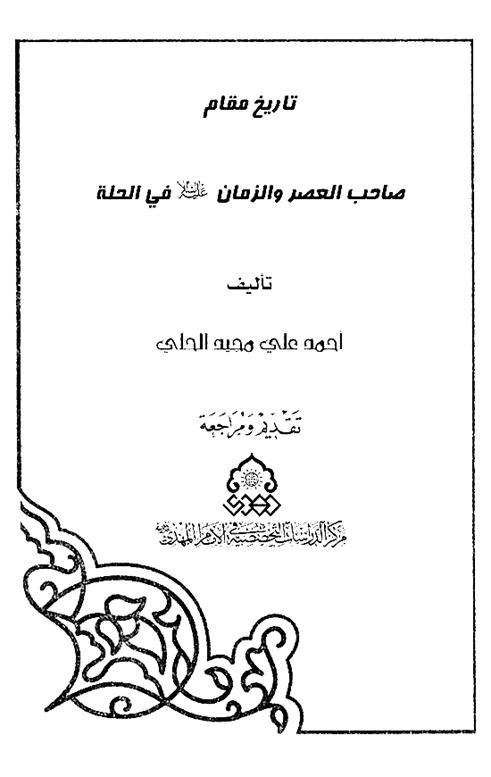 تاريخ مقام
صاحب العصر والزمان عليه السلام في الحلة
تأليف
أحمد علي مجيد الحلي
تقديم ومراجعة
مركز الدراسات التخصصية في الإمام المهدي